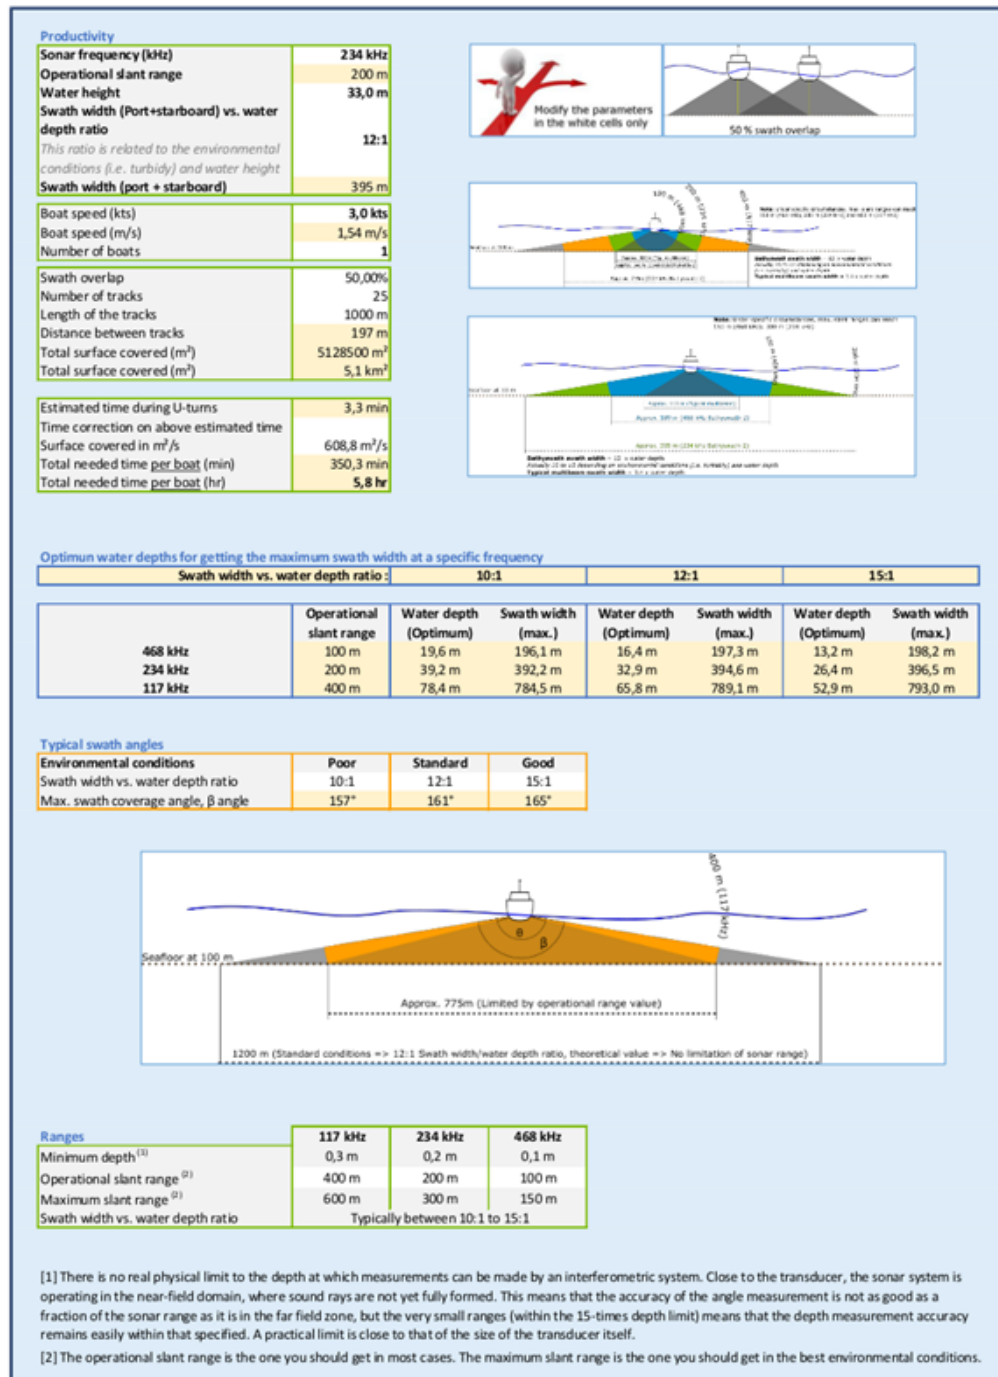 Productivity
Sonar frequency (kHz) 234 kHz
Operational slant range 200 m
Water height 33,0 m
Swath width (Port+starboard) vs. water
depth ratio
12:1
This ratio is related to the environmental
conditions (i.e. turbidy) and water height
Swath width (port + starboard) 395 m
Modify the parameters
in the white cells only
50 % swath overlap
Boat speed (kts) 3,0 kts
Boat speed (m/s) 1,54 m/s
Number of boats 1
Swath overlap 50,00%
Number of tracks 25
Length of the tracks 1000 m
Distance between tracks 197 m
Total surface covered (m²) 5128500 m²
Total surface covered (m²) 5,1 km²
Estimated time during U-turns 3,3 min
Time correction on above estimated time
Surface covered in m²/s 608,8 m²/s
Total needed time per boat (min) 350,3 min
Total needed time per boat (hr) 5,8 hr
Optimun water depths for getting the maximum swath width at a specific frequency
Swath width vs. water depth ratio : 10:1 12:1 15:1
Operational Water depth Swath width Water depth Swath width Water depth Swath width
slant range (Optimum) (max.) (Optimum) (max.) (Optimum) (max.)
468 kHz 100 m 19,6 m 196,1 m 16,4 m 197,3 m 13,2 m 198,2 m
234 kHz 200 m 39,2 m 392,2 m 32,9 m 394,6 m 26,4 m 396,5 m
117 kHz 400 m 78,4 m 784,5 m 65,8 m 789,1 m 52,9 m 793,0 m
Typical swath angles
Environmental conditions Poor Standard Good
Swath width vs. water depth ratio 10:1 12:1 15:1
Max. swath coverage angle, β angle 157° 161° 165°
400 m (117 kHz)
θ
β
Seafloor at 100 m
Approx. 775m (Limited by operational range value)
1200 m (Standard conditions => 12:1 Swath width/water depth ratio, theoretical value => No limitation of sonar range)
Ranges 117 kHz 234 kHz 468 kHz
Minimum depth (1) 0,3 m 0,2 m 0,1 m
Operational slant range (2) 400 m 200 m 100 m
Maximum slant range (2) 600 m 300 m 150 m
Swath width vs. water depth ratio Typically between 10:1 to 15:1
[1] There is no real physical limit to the depth at which measurements can be made by an interferometric system. Close to the transducer, the sonar system is
operating in the near-field domain, where sound rays are not yet fully formed. This means that the accuracy of the angle measurement is not as good as a
fraction of the sonar range as it is in the far field zone, but the very small ranges (within the 15-times depth limit) means that the depth measurement accuracy
remains easily within that specified. A practical limit is close to that of the size of the transducer itself.
[2] The operational slant range is the one you should get in most cases. The maximum slant range is the one you should get in the best environmental conditions.